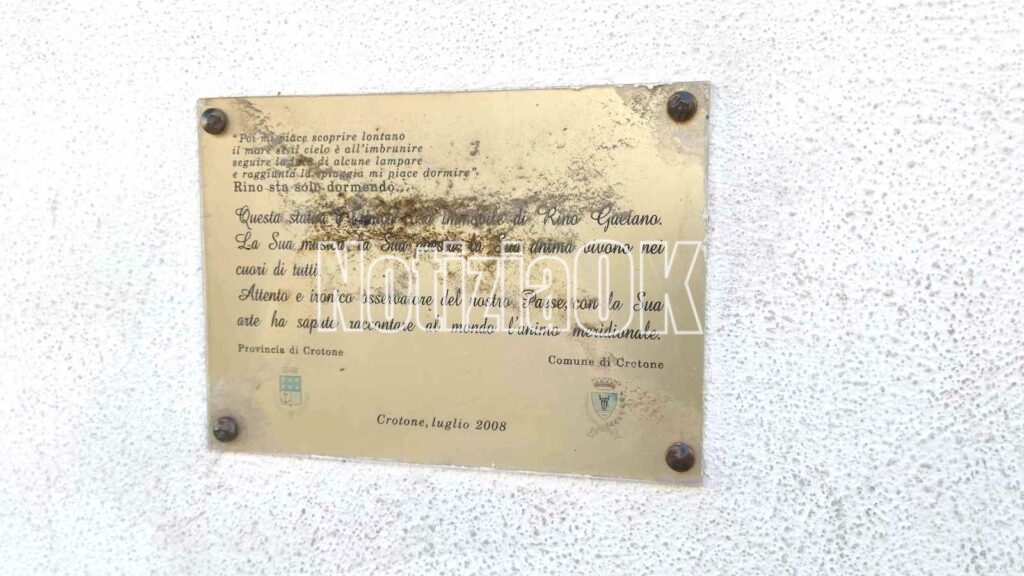 "Poi mi piace scoprire lontano
il mare se il cielo è all'imbrunire
seguire la luce di alcune lampare
e raggiunta la spiaggia mi piace dormire"
Rino sta solo dormendo...
Questa statua di Rino Gaetano.
La Sua musica, la Sua poesia, la Sua anima vivono nei
cuori di tutti.
Attento e ironico osservatore del nostro Paese, con la Sua
arte ha saputo raccontare al mondo l'animo meridionale.
Provincia di Crotone
Comune di Crotone
Crotone, luglio 2008
NotiziaOK